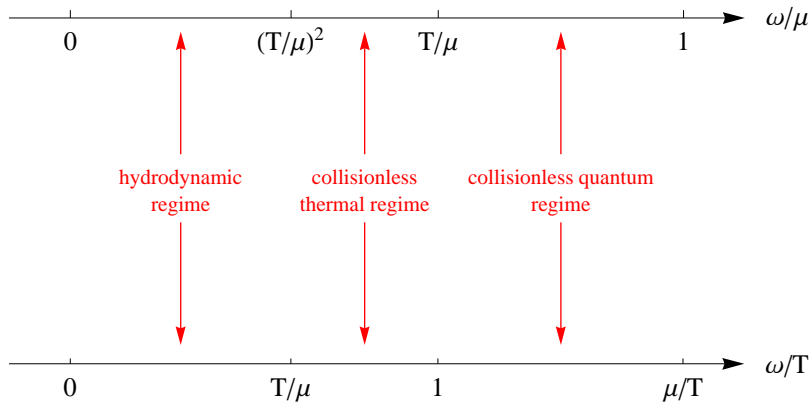 ω/μ
0 (T/μ)² T/μ 1
hydrodynamic collisionless collisionless quantum
regime thermal regime regime
ω/T
0 T/μ 1 μ/T